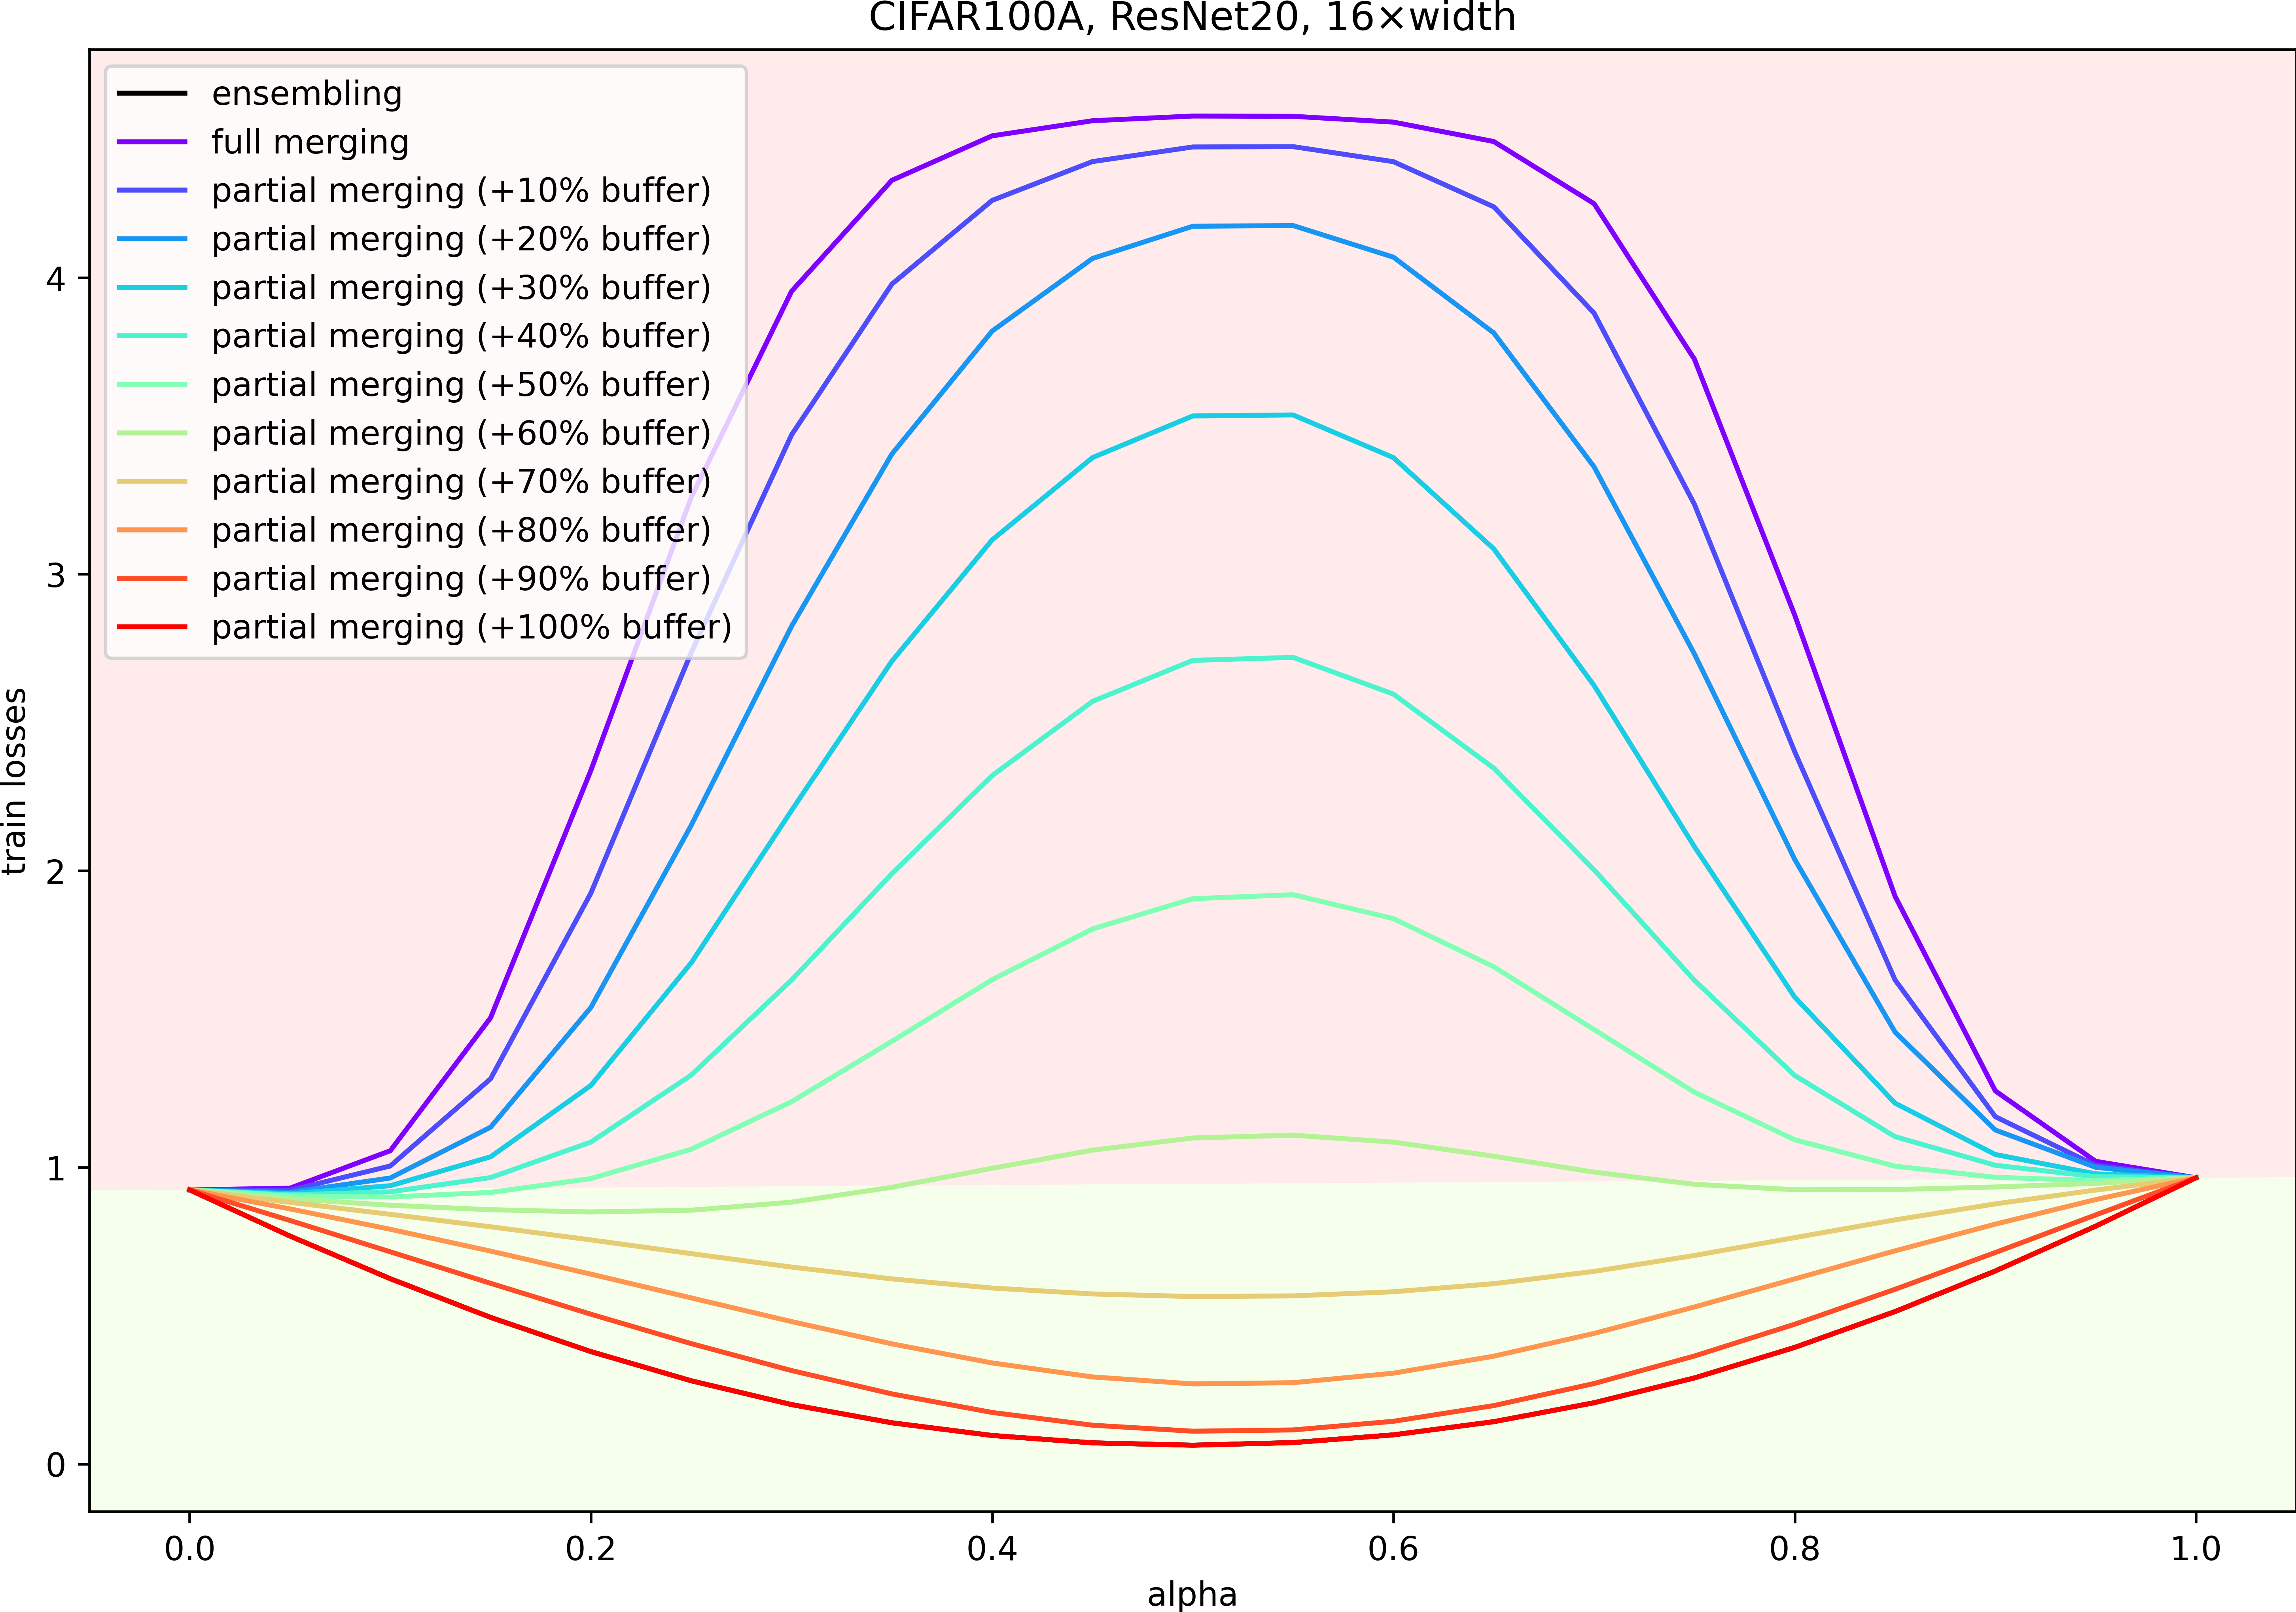 CIFAR100A, ResNet20, 16×width
ensembling
full merging
partial merging (+10% buffer)
partial merging (+20% buffer)
partial merging (+30% buffer)
partial merging (+40% buffer)
partial merging (+50% buffer)
partial merging (+60% buffer)
partial merging (+70% buffer)
partial merging (+80% buffer)
partial merging (+90% buffer)
partial merging (+100% buffer)
train losses
4
3
2
1
0
0.0 0.2 0.4 0.6 0.8 1.0
alpha